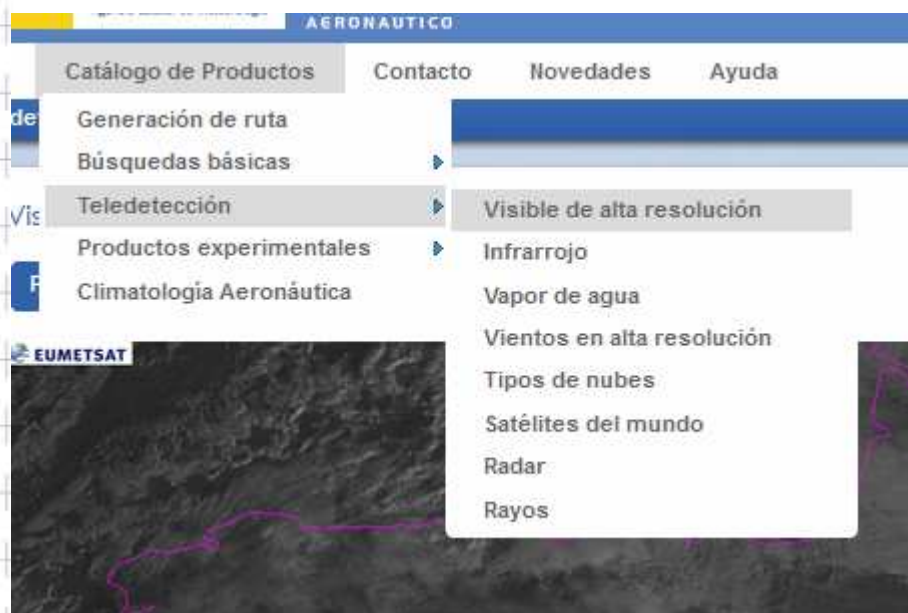 AERONAUTICO
Catálogo de Productos Contacto Novedades Ayuda
Generación de ruta
Búsquedas básicas
Teledetección
Productos experimentales
Climatología Aeronáutica
Visible de alta resolución
Infrarrojo
Vapor de agua
Vientos en alta resolución
Tipos de nubes
Satélites del mundo
Radar
Rayos
de
Vis
EUMETSAT